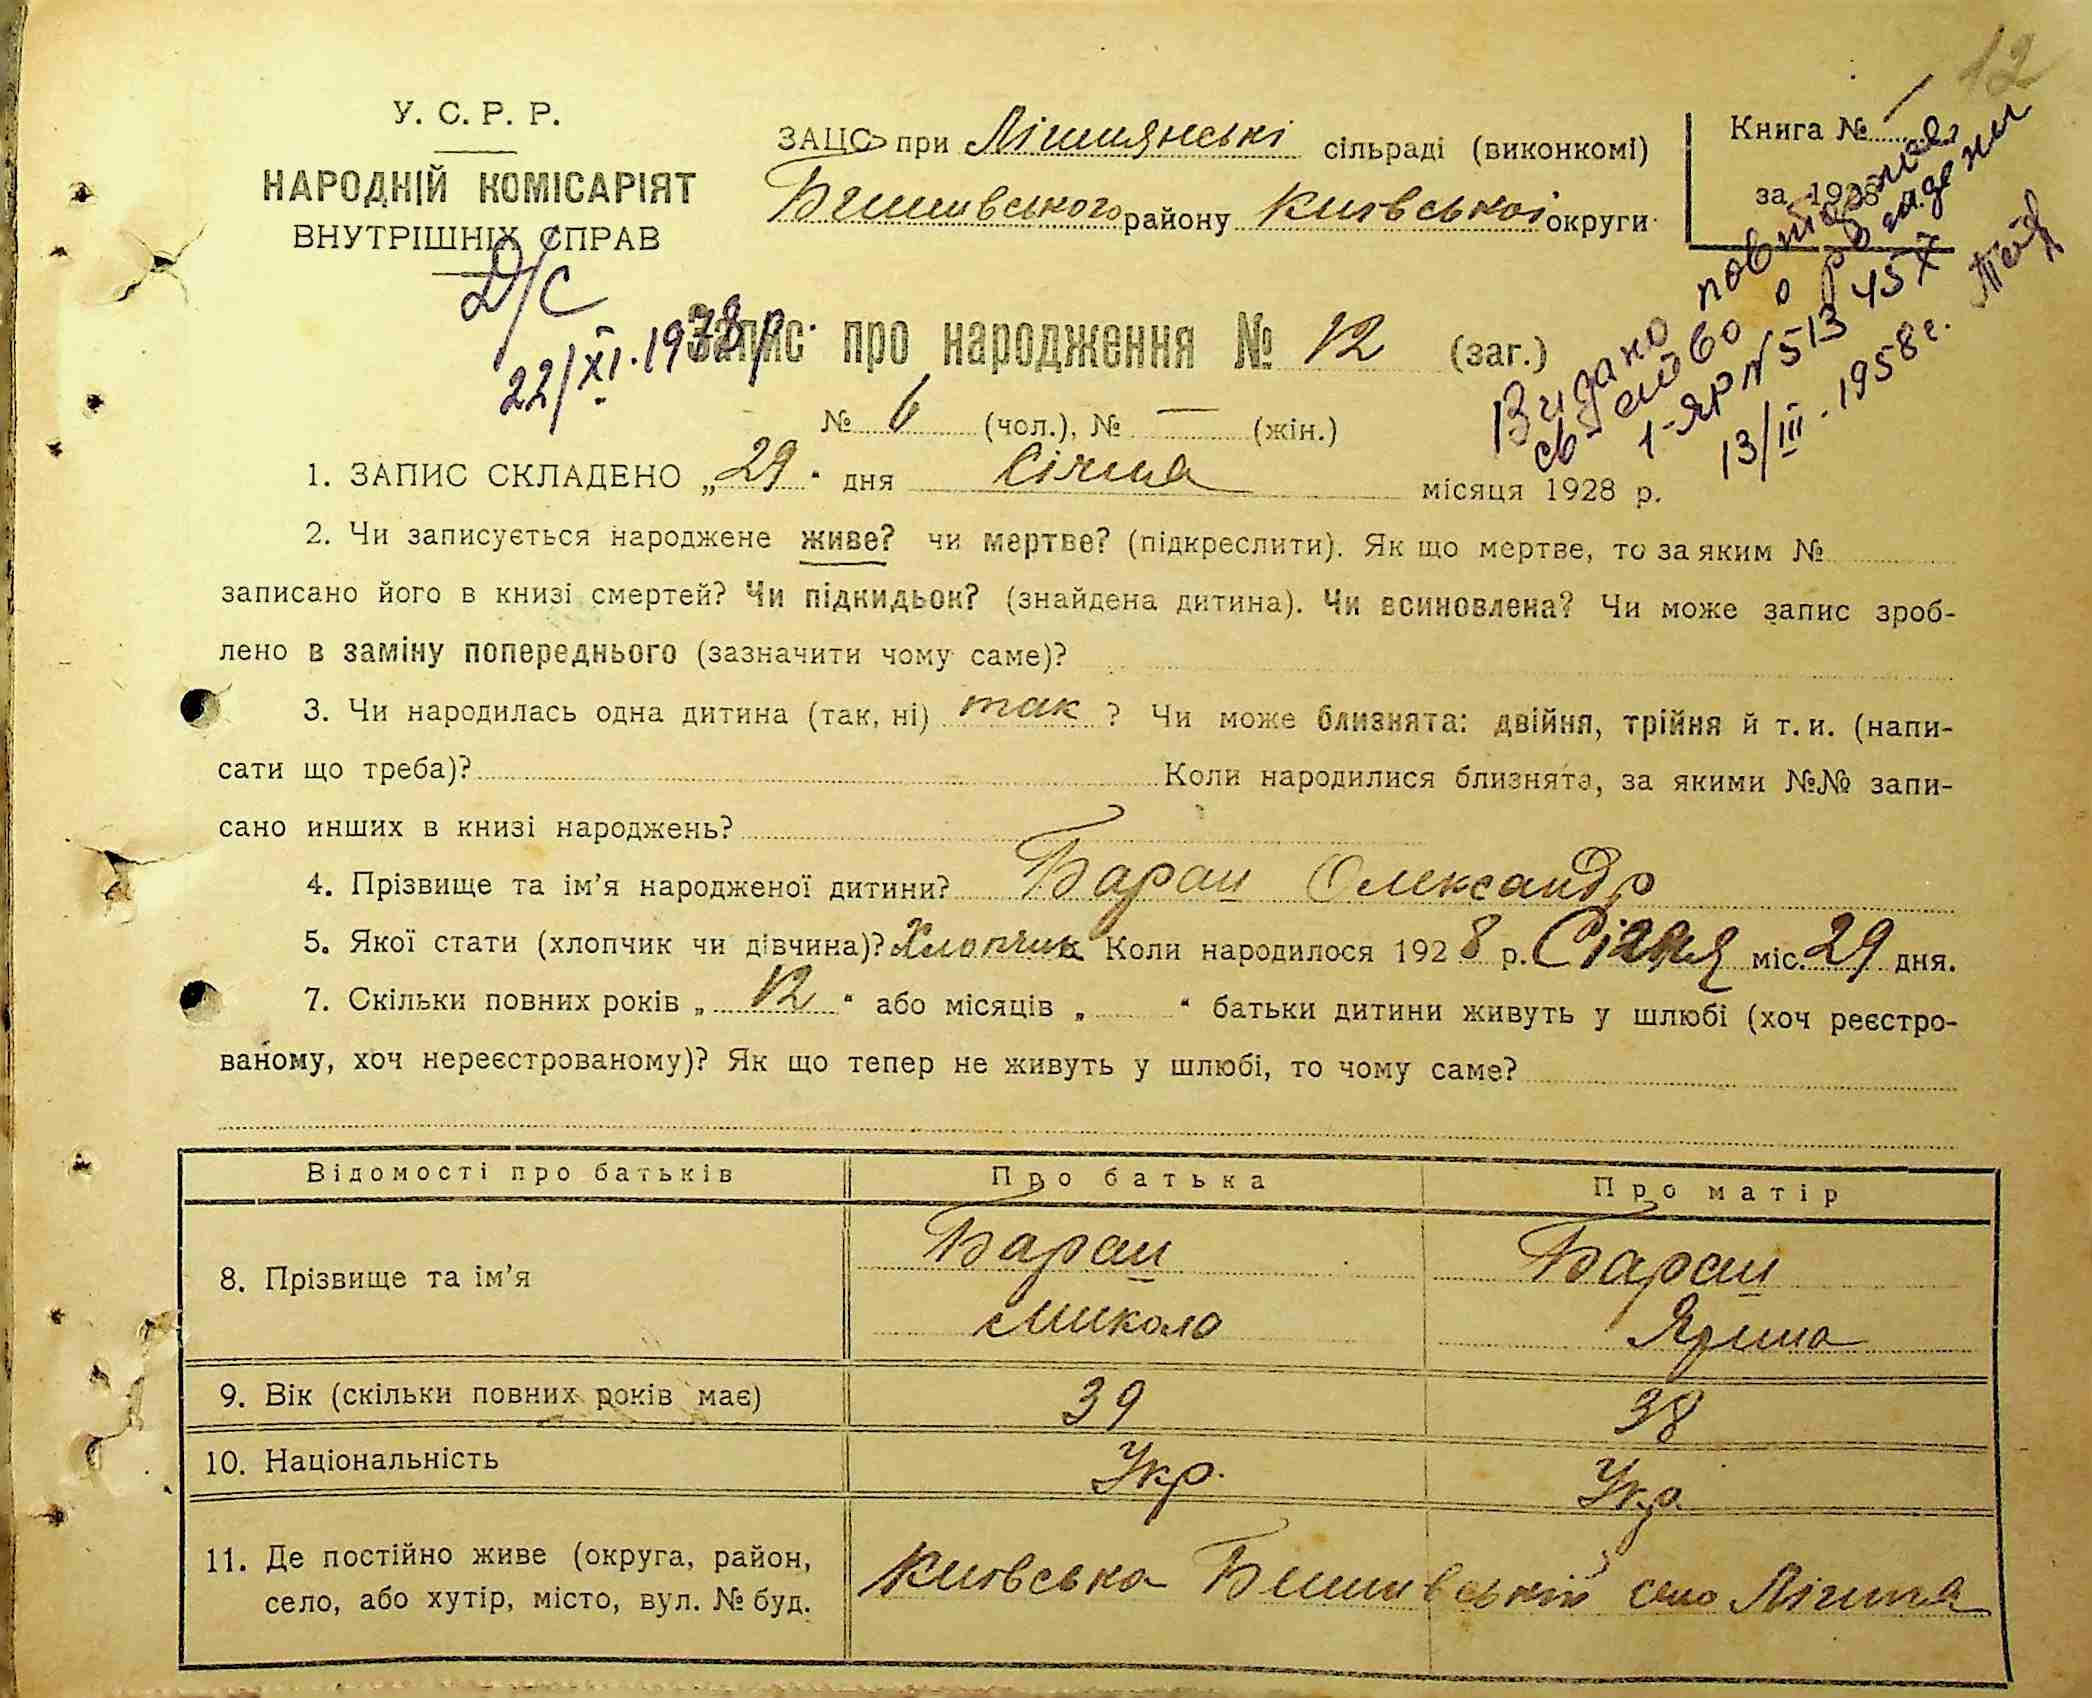 12
У. С. Р. Р.
НАРОДНІЙ КОМІСАРІЯТ
ВНУТРІШНІХ СПРАВ
ЗАЦС при Лішнянські сільраді (виконкомі)
Бишивського району Київської округи
Книга № —
за 1928
Д/С
22/XI.1938 р.
Видано повторне
св-ство о рождении
1-ЯР № 513457
13/III.1958 г.
Запис про народження № 12 (заг.)
№ 6 (чол.), № — (жін.)
1. ЗАПИС СКЛАДЕНО „29“ дня Січня місяця 1928 р.
2. Чи записується народжене живе? чи мертве? (підкреслити). Як що мертве, то за яким №
записано його в книзі смертей? Чи підкидьок? (знайдена дитина). Чи всиновлена? Чи може запис зроб-
лено в заміну попереднього (зазначити чому саме)?
3. Чи народилась одна дитина (так, ні) так ? Чи може близнята: двійня, трійня й т. и. (напи-
сати що треба)? Коли народилися близнята, за якими №№ запи-
сано инших в книзі народжень?
4. Прізвище та ім’я народженої дитини? Баран Олександр
5. Якої стати (хлопчик чи дівчина)? Хлопчик Коли народилося 1928 р. Січня міс. 29 дня.
7. Скільки повних років „12“ або місяців „ “ батьки дитини живуть у шлюбі (хоч реєстро-
ваному, хоч нереєстрованому)? Як що тепер не живуть у шлюбі, то чому саме?
Відомості про батьків Про батька Про матір
8. Прізвище та ім’я Баран Баран
Микола Ярина
9. Вік (скільки повних років має) 39 38
10. Національність Укр. Укр.
11. Де постійно живе (округа, район,
село, або хутір, місто, вул. № буд.
Київська Бишивський село Лішня